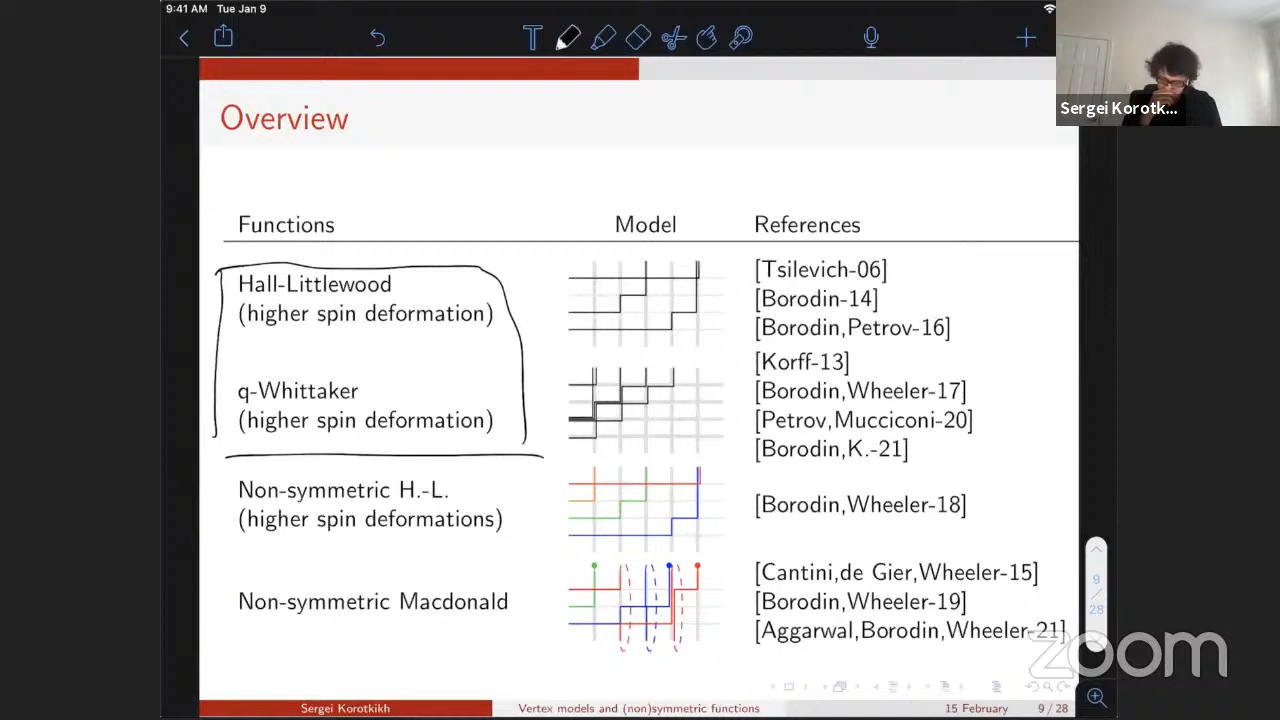 9:41 AM Tue Jan 9
Sergei Korotk...
Overview
Functions Model References
Hall-Littlewood
(higher spin deformation)
[Tsilevich-06]
[Borodin-14]
[Borodin,Petrov-16]
q-Whittaker
(higher spin deformation)
[Korff-13]
[Borodin,Wheeler-17]
[Petrov,Mucciconi-20]
[Borodin,K.-21]
Non-symmetric H.-L.
(higher spin deformations)
[Borodin,Wheeler-18]
Non-symmetric Macdonald
[Cantini,de Gier,Wheeler-15]
[Borodin,Wheeler-19]
[Aggarwal,Borodin,Wheeler-21]
9
/
28
zoom
Sergei Korotkikh Vertex models and (non)symmetric functions 15 February 9 / 28